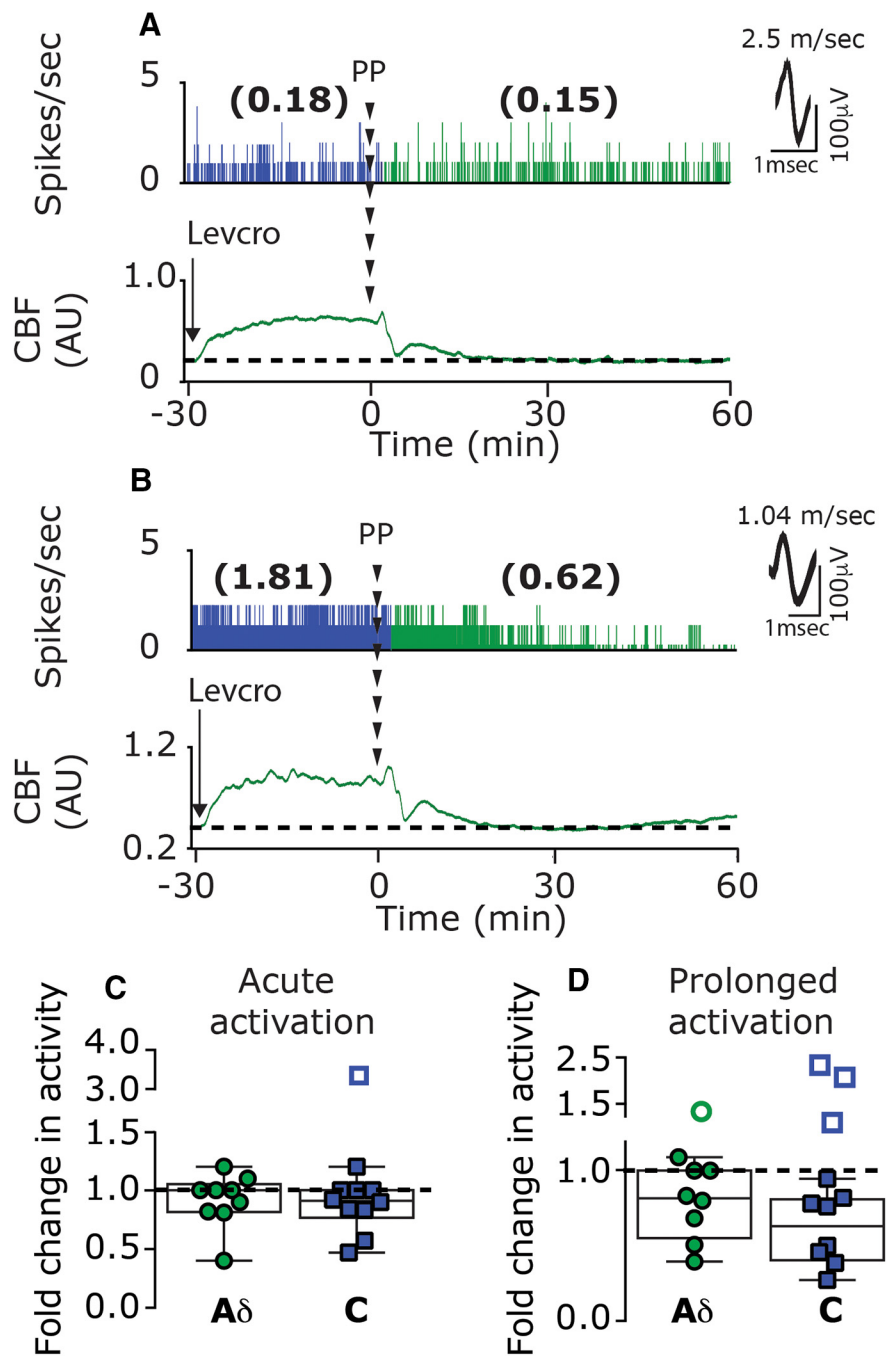 A
2.5 m/sec
Spikes/sec
5
0
(0.18)
PP
(0.15)
100μV
1msec
Levcro
CBF
(AU)
1.0
0
-30 0 30 60
Time (min)
B
1.04 m/sec
Spikes/sec
5
0
(1.81)
PP
(0.62)
100μV
1msec
Levcro
CBF
(AU)
1.2
0.2
-30 0 30 60
Time (min)
C
Acute
activation
Fold change in activity
4.0
3.0
1.5
1.0
0.5
0.0
Aδ C
D
Prolonged
activation
Fold change in activity
2.5
1.5
1.0
0.0
Aδ C